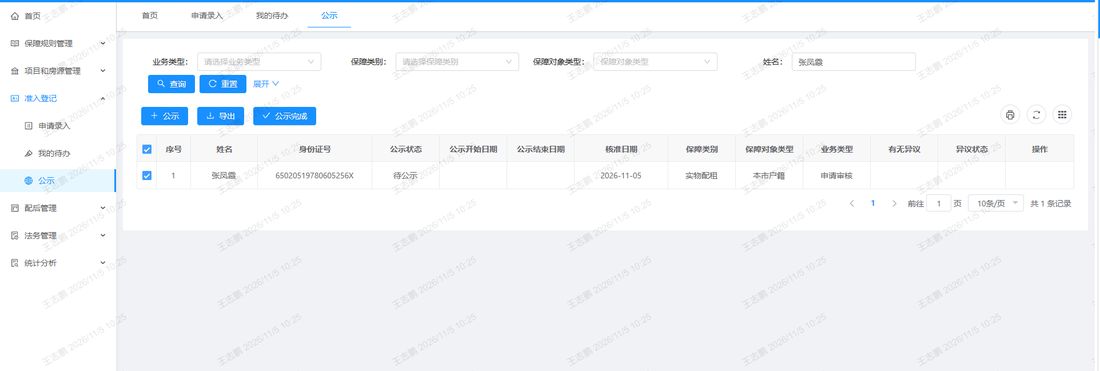 首页 申请录入 我的待办 公示
首页
保障规则管理
项目和房源管理
准入登记
申请录入
我的待办
公示
配后管理
法务管理
统计分析
业务类型： 请选择业务类型 保障类别： 请选择保障类别 保障对象类型： 保障对象类型 姓名： 张凤霞
查询 重置 展开
公示 导出 公示完成
序号 姓名 身份证号 公示状态 公示开始日期 公示结束日期 核准日期 保障类别 保障对象类型 业务类型 有无异议 异议状态 操作
1 张凤霞 65020519780605256X 待公示 2026-11-05 实物配租 本市户籍 申请审核
1 前往 1 页 10条/页 共 1 条记录
王志鹏 2026/11/5 10:25